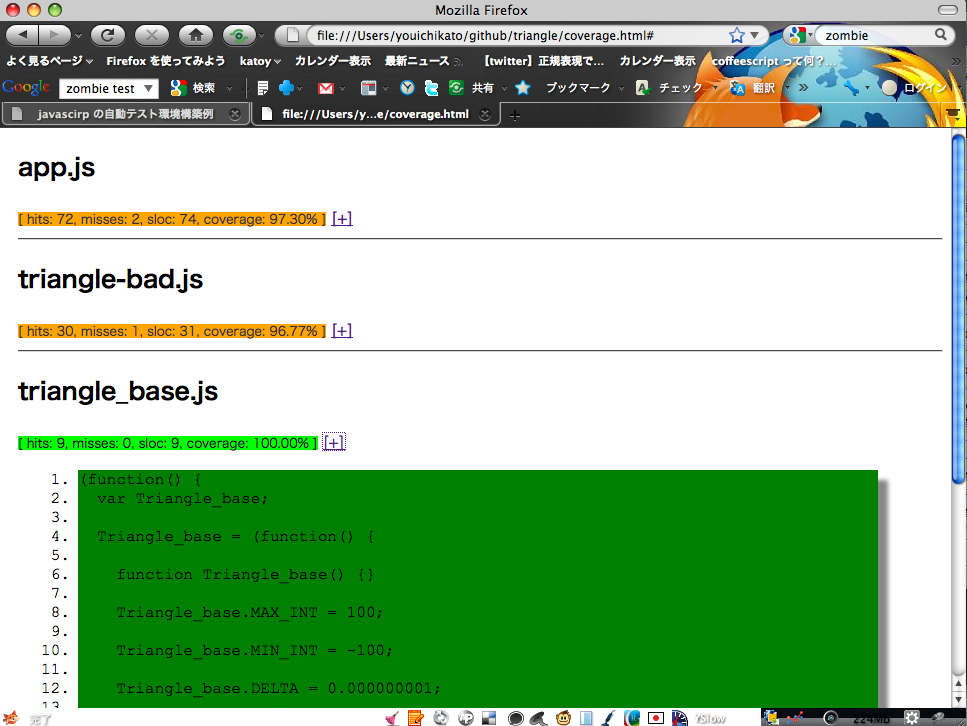 Mozilla Firefox
file:///Users/youichikato/github/triangle/coverage.html#
zombie
よく見るページ Firefox を使ってみよう katoy カレンダー表示 最新ニュース 【twitter】正規表現で... カレンダー表示 coffeescript って何？...
Google zombie test 検索 共有 ブックマーク チェック 翻訳 » ログイン
javascirp の自動テスト環境構築例 file:///Users/y...e/coverage.html
app.js
[ hits: 72, misses: 2, sloc: 74, coverage: 97.30% ] [+]
triangle-bad.js
[ hits: 30, misses: 1, sloc: 31, coverage: 96.77% ] [+]
triangle_base.js
[ hits: 9, misses: 0, sloc: 9, coverage: 100.00% ] [+]
1. (function() {
2. var Triangle_base;
3.
4. Triangle_base = (function() {
5.
6. function Triangle_base() {}
7.
8. Triangle_base.MAX_INT = 100;
9.
10. Triangle_base.MIN_INT = -100;
11.
12. Triangle_base.DELTA = 0.000000001;
13.
完了 YSlow 224MB